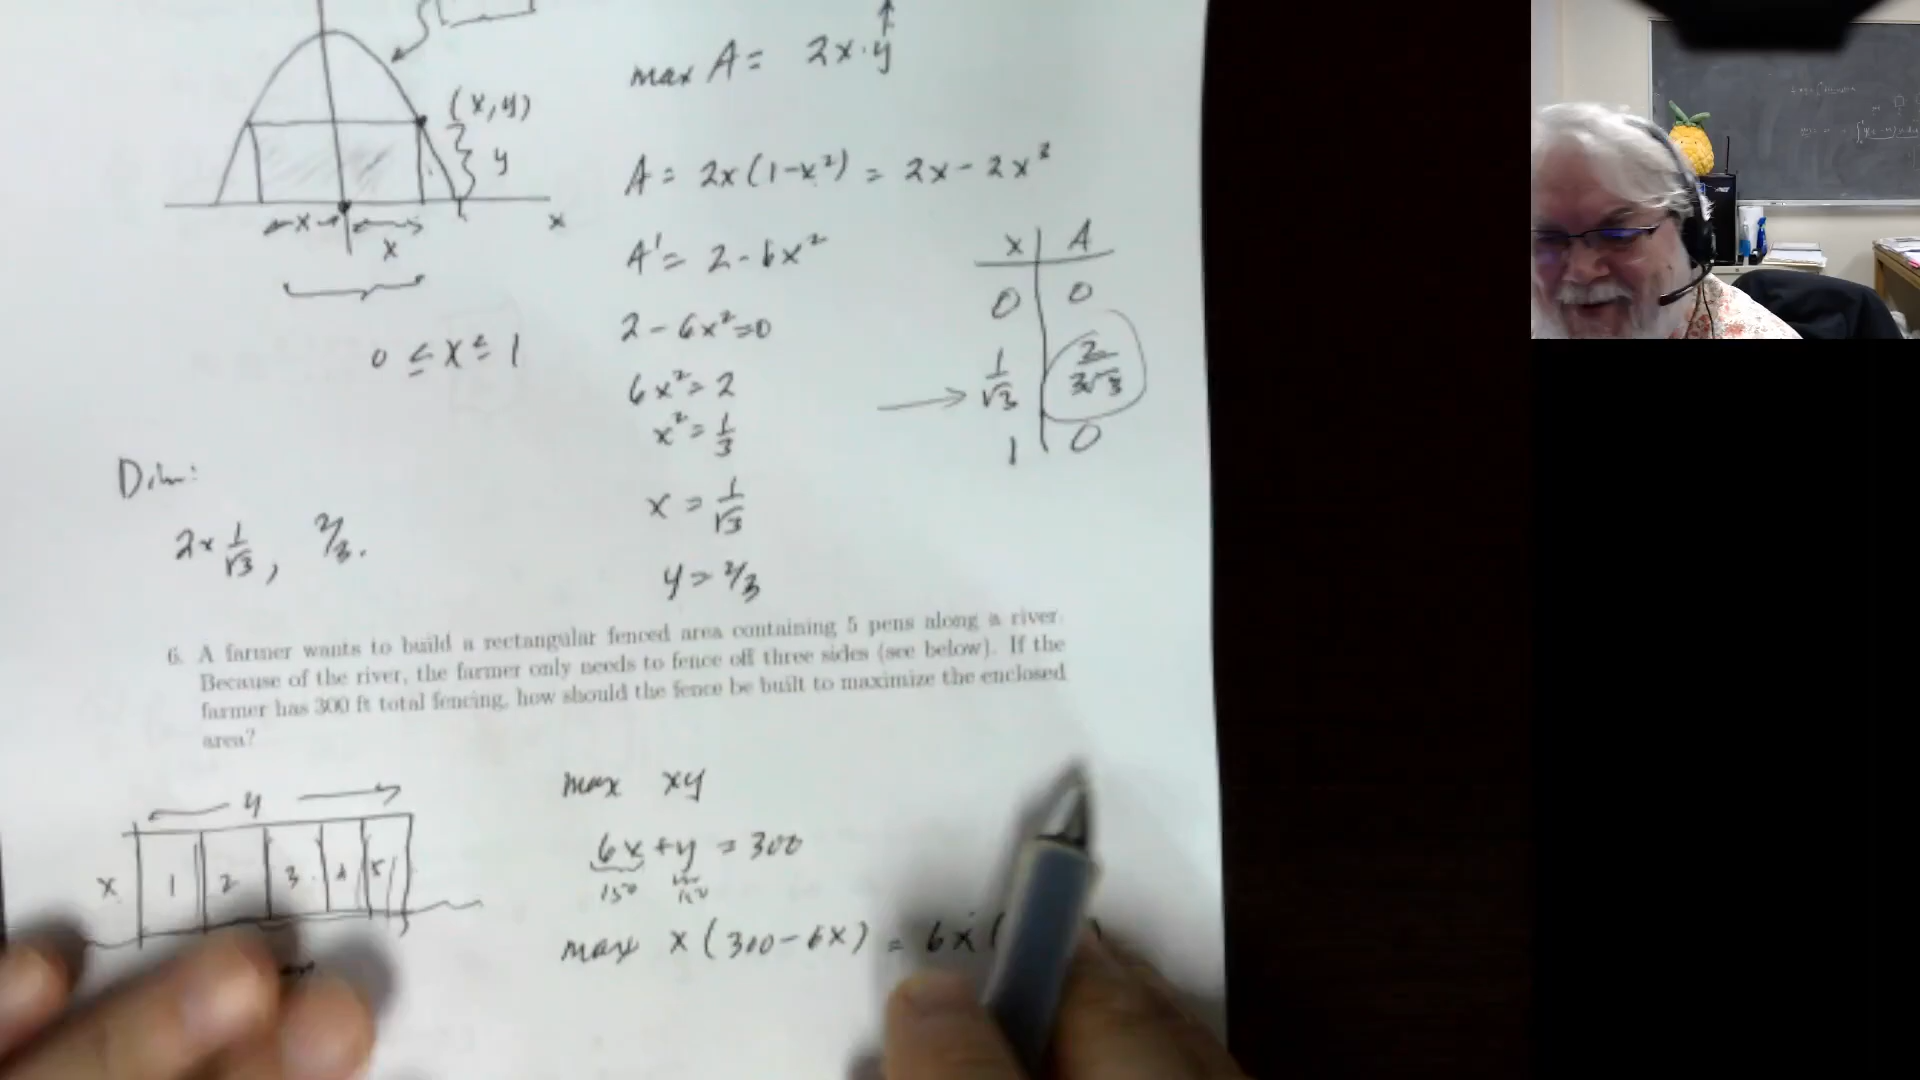 max A = 2x·y
(x,y)
y
A = 2x(1-x²) = 2x - 2x³
x
x
x
A' = 2 - 6x²
x | A
0 | 0
2 - 6x² = 0
0 ≤ x ≤ 1
1/√3 | 2/(3√3)
6x² = 2
x² = 1/3
1 | 0
Dim:
x = 1/√3
2 × 1/√3, 2/3.
y = 2/3
6. A farmer wants to build a rectangular fenced area containing 5 pens along a river.
Because of the river, the farmer only needs to fence off three sides (see below). If the
farmer has 300 ft total fencing, how should the fence be built to maximize the enclosed
area?
max xy
y
6x + y = 300
x 1 2 3 4 5
150 150
max x(300-6x) = 6x(